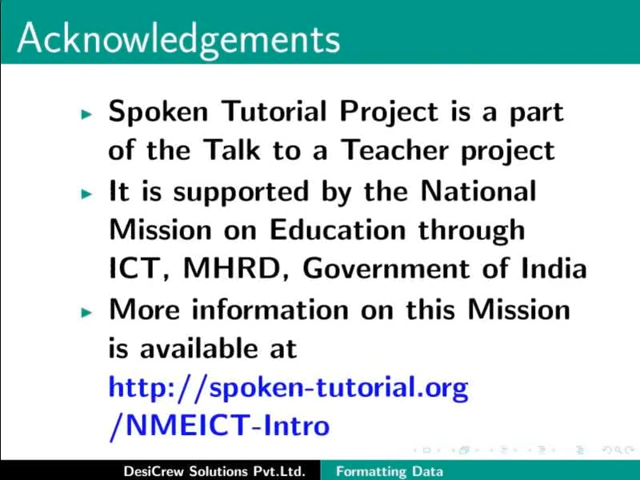 Acknowledgements
Spoken Tutorial Project is a part
of the Talk to a Teacher project
It is supported by the National
Mission on Education through
ICT, MHRD, Government of India
More information on this Mission
is available at
http://spoken-tutorial.org
/NMEICT-Intro
DesiCrew Solutions Pvt.Ltd. Formatting Data